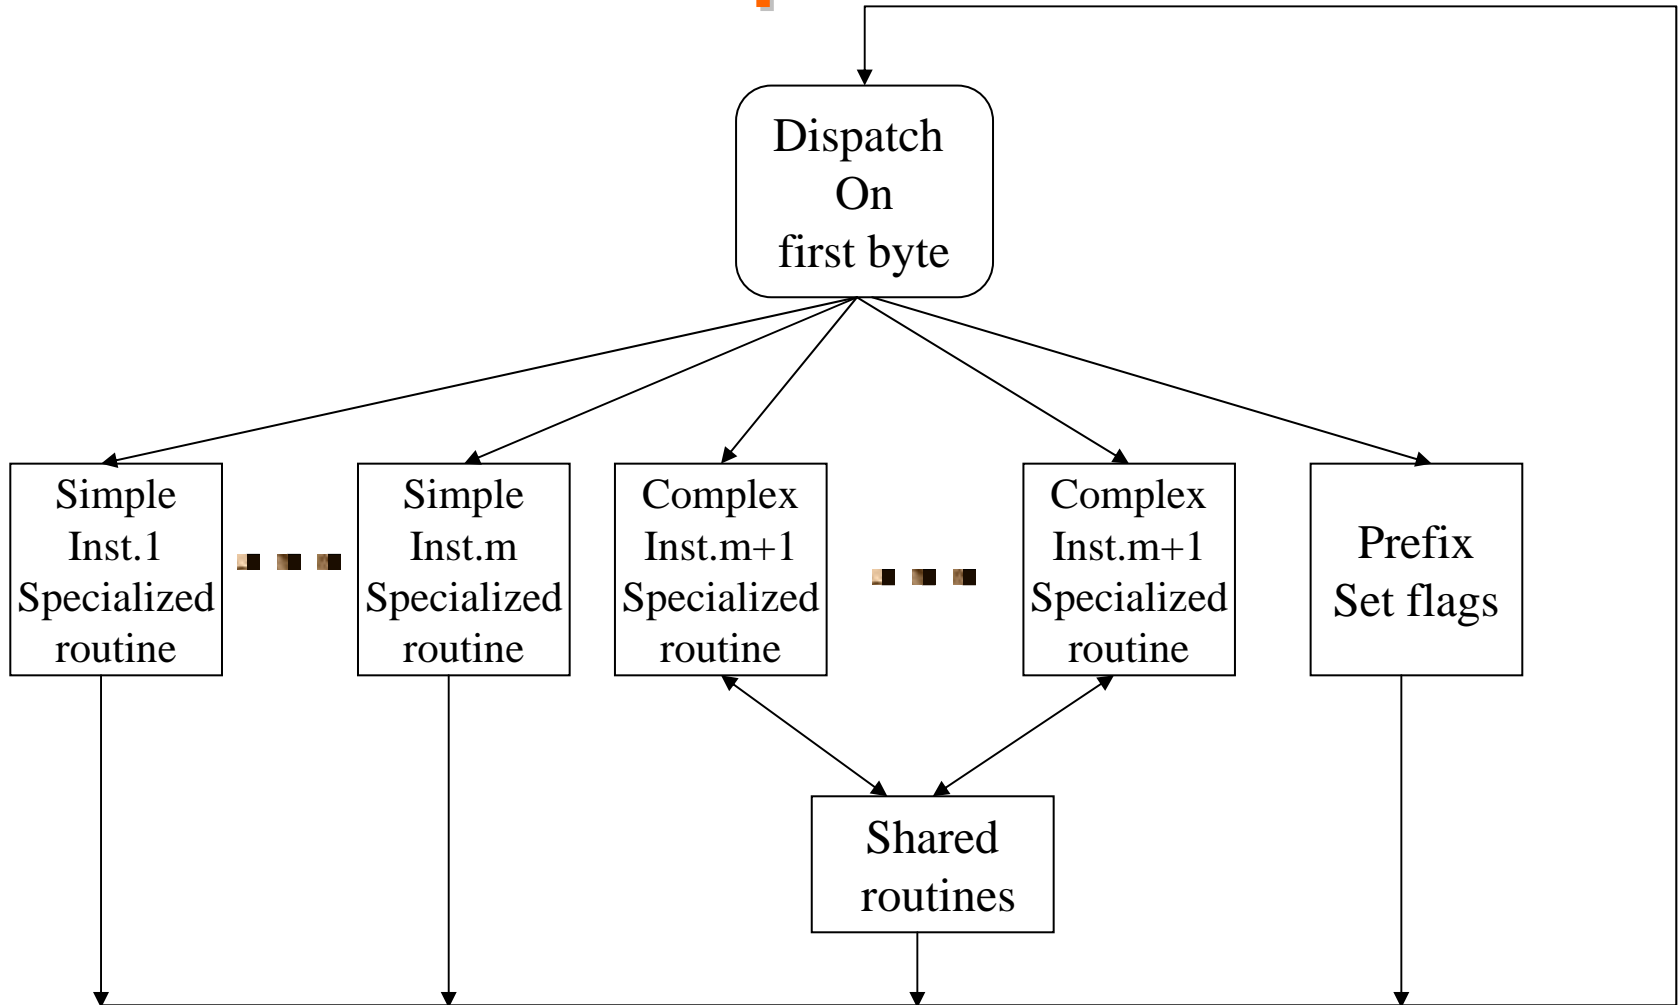 Dispatch
On
first byte
Simple
Inst.1
Specialized
routine
Simple
Inst.m
Specialized
routine
Complex
Inst.m+1
Specialized
routine
Complex
Inst.m+1
Specialized
routine
Prefix
Set flags
Shared
routines